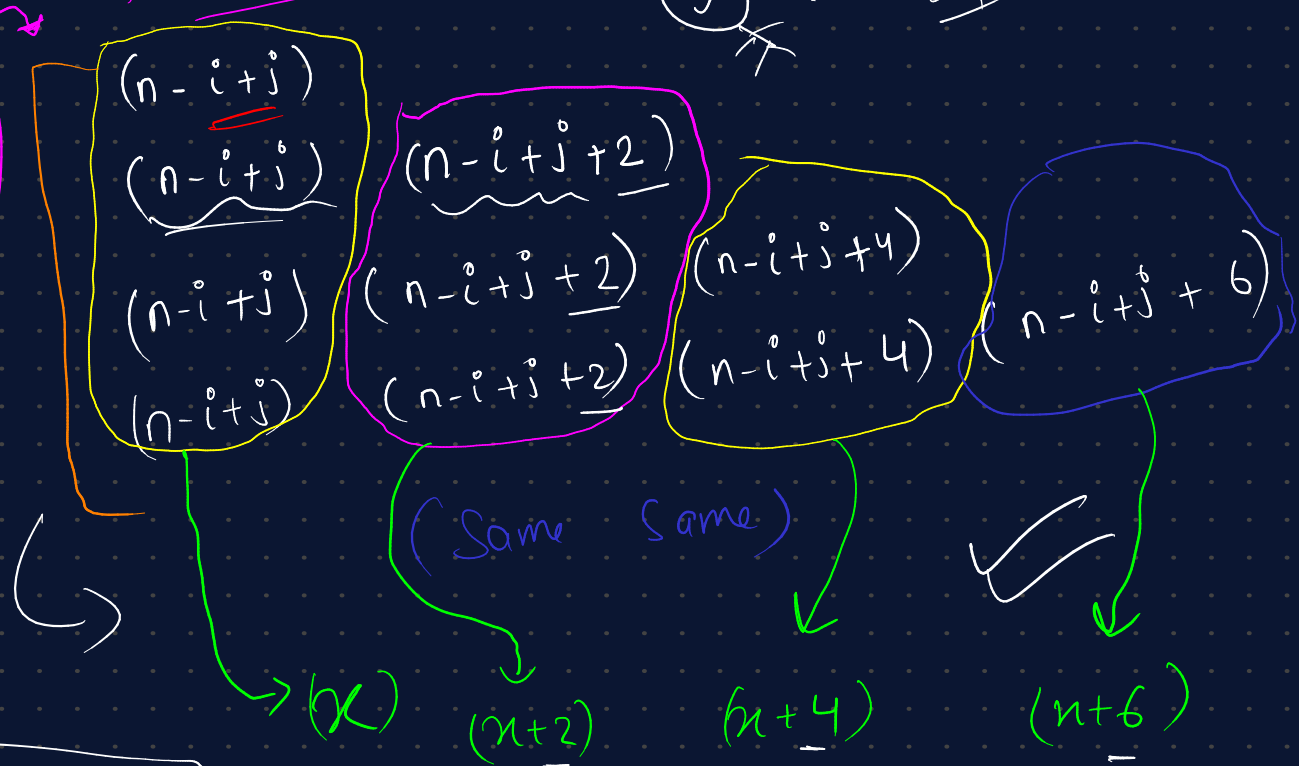 (n - i + j)
(n - i + j)
(n - i + j)
(n - i + j)
(n - i + j + 2)
(n - i + j + 2)
(n - i + j + 2)
(n - i + j + 4)
(n - i + j + 4)
(n - i + j + 6)
(Same Same)
(x) (x + 2) (x + 4) (x + 6)